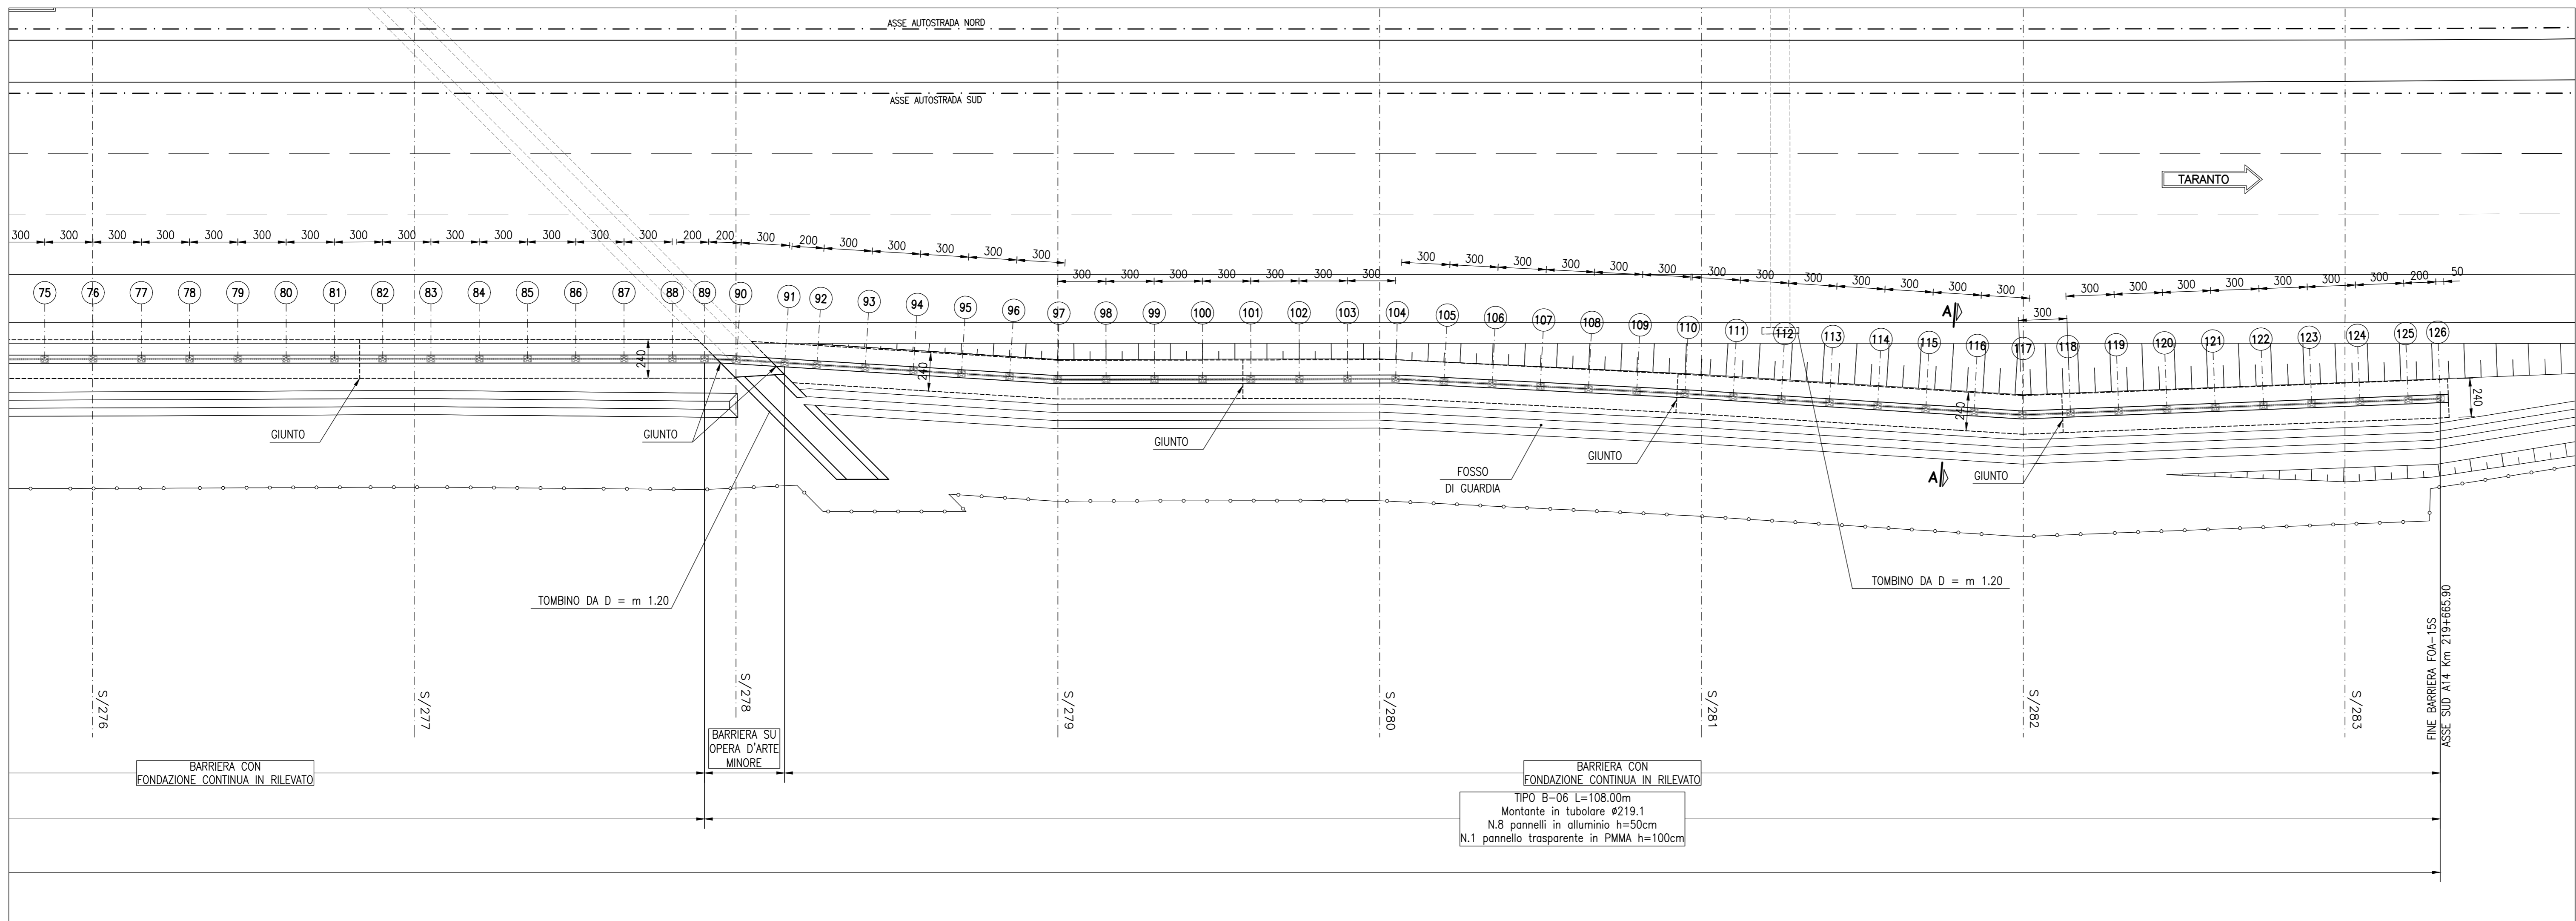 ASSE AUTOSTRADA NORD
ASSE AUTOSTRADA SUD
TARANTO
300 300 300 300 300 300 300 300 300 300 300 300 300 300 200 200 300 200 300 300 300 300 300
300 300 300 300 300 300 300
300 300 300 300 300 300 300 300 300 300 300 300 300
300
300 300 300 300 300 300 300 200 50
75 76 77 78 79 80 81 82 83 84 85 86 87 88 89 90 91 92 93 94 95 96 97 98 99 100 101 102 103 104 105 106 107 108 109 110 111 112 113 114 115 116 117 118 119 120 121 122 123 124 125 126
A
240
240
240
240
GIUNTO
GIUNTO
GIUNTO
GIUNTO
GIUNTO
FOSSO
DI GUARDIA
A
TOMBINO DA D = m 1.20
TOMBINO DA D = m 1.20
S/276
S/277
S/278
S/279
S/280
S/281
S/282
S/283
FINE BARRIERA FOA-15S
ASSE SUD A14 Km 219+665.90
BARRIERA SU
OPERA D'ARTE
MINORE
BARRIERA CON
FONDAZIONE CONTINUA IN RILEVATO
BARRIERA CON
FONDAZIONE CONTINUA IN RILEVATO
TIPO B-06 L=108.00m
Montante in tubolare ø219.1
N.8 pannelli in alluminio h=50cm
N.1 pannello trasparente in PMMA h=100cm